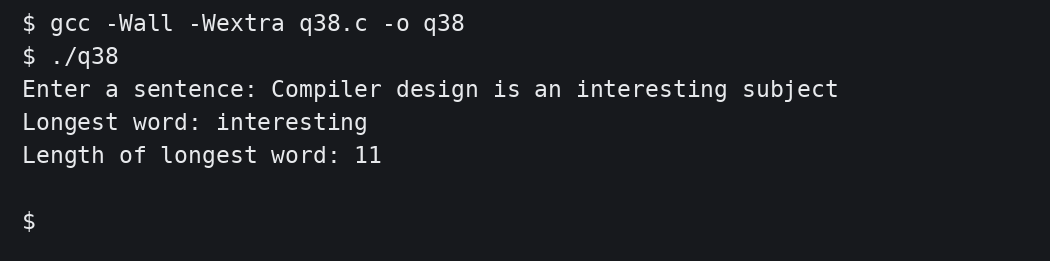 $ gcc -Wall -Wextra q38.c -o q38
$ ./q38
Enter a sentence: Compiler design is an interesting subject
Longest word: interesting
Length of longest word: 11
$